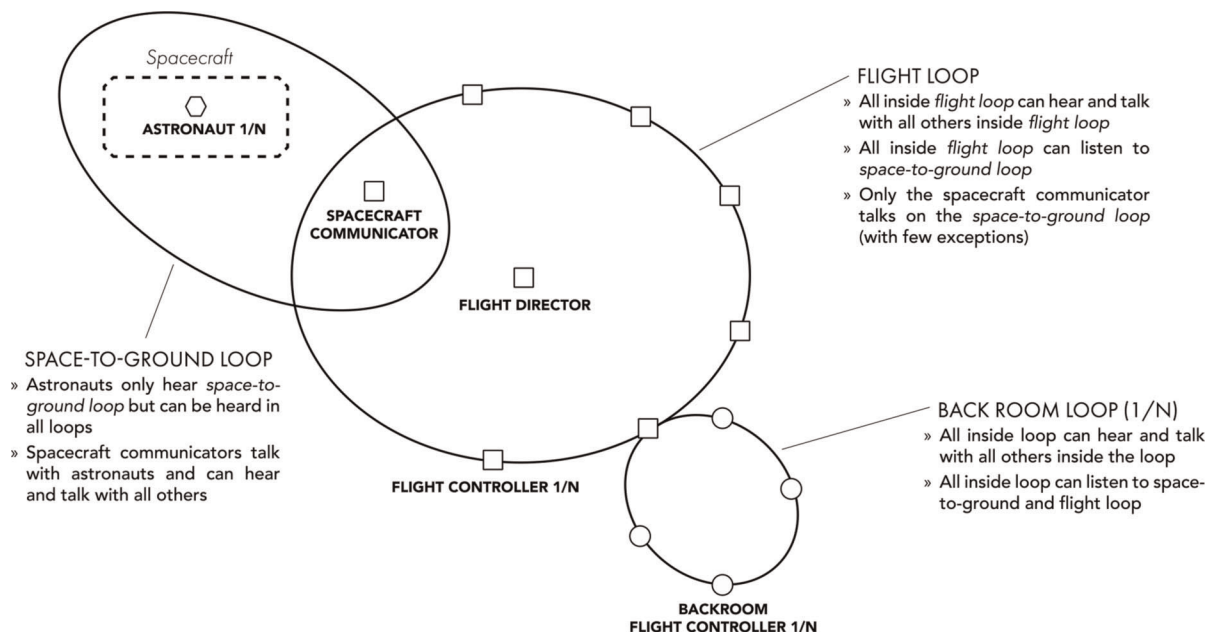 Spacecraft
ASTRONAUT 1/N
SPACECRAFT
COMMUNICATOR
FLIGHT DIRECTOR
FLIGHT LOOP
» All inside flight loop can hear and talk
with all others inside flight loop
» All inside flight loop can listen to
space-to-ground loop
» Only the spacecraft communicator
talks on the space-to-ground loop
(with few exceptions)
SPACE-TO-GROUND LOOP
» Astronauts only hear space-to-
ground loop but can be heard in
all loops
» Spacecraft communicators talk
with astronauts and can hear
and talk with all others
FLIGHT CONTROLLER 1/N
BACK ROOM LOOP (1/N)
» All inside loop can hear and talk
with all others inside the loop
» All inside loop can listen to space-
to-ground and flight loop
BACKROOM
FLIGHT CONTROLLER 1/N